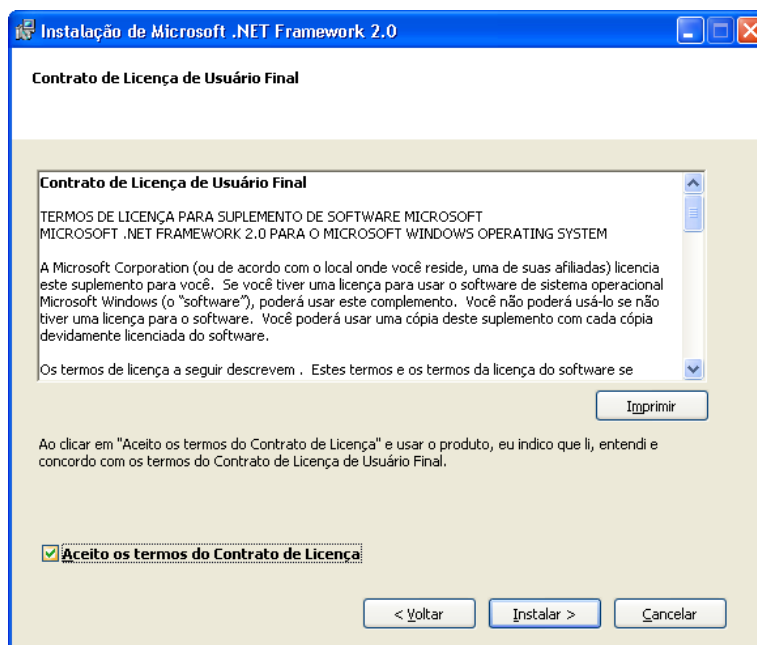 Instalação de Microsoft .NET Framework 2.0
Contrato de Licença de Usuário Final
Contrato de Licença de Usuário Final
TERMOS DE LICENÇA PARA SUPLEMENTO DE SOFTWARE MICROSOFT
MICROSOFT .NET FRAMEWORK 2.0 PARA O MICROSOFT WINDOWS OPERATING SYSTEM
A Microsoft Corporation (ou de acordo com o local onde você reside, uma de suas afiliadas) licencia
este suplemento para você.  Se você tiver uma licença para usar o software de sistema operacional
Microsoft Windows (o "software"), poderá usar este complemento.  Você não poderá usá-lo se não
tiver uma licença para o software.  Você poderá usar uma cópia deste suplemento com cada cópia
devidamente licenciada do software.
Os termos de licença a seguir descrevem .  Estes termos e os termos da licença do software se
Imprimir
Ao clicar em "Aceito os termos do Contrato de Licença" e usar o produto, eu indico que li, entendi e
concordo com os termos do Contrato de Licença de Usuário Final.
Aceito os termos do Contrato de Licença
< Voltar
Instalar >
Cancelar